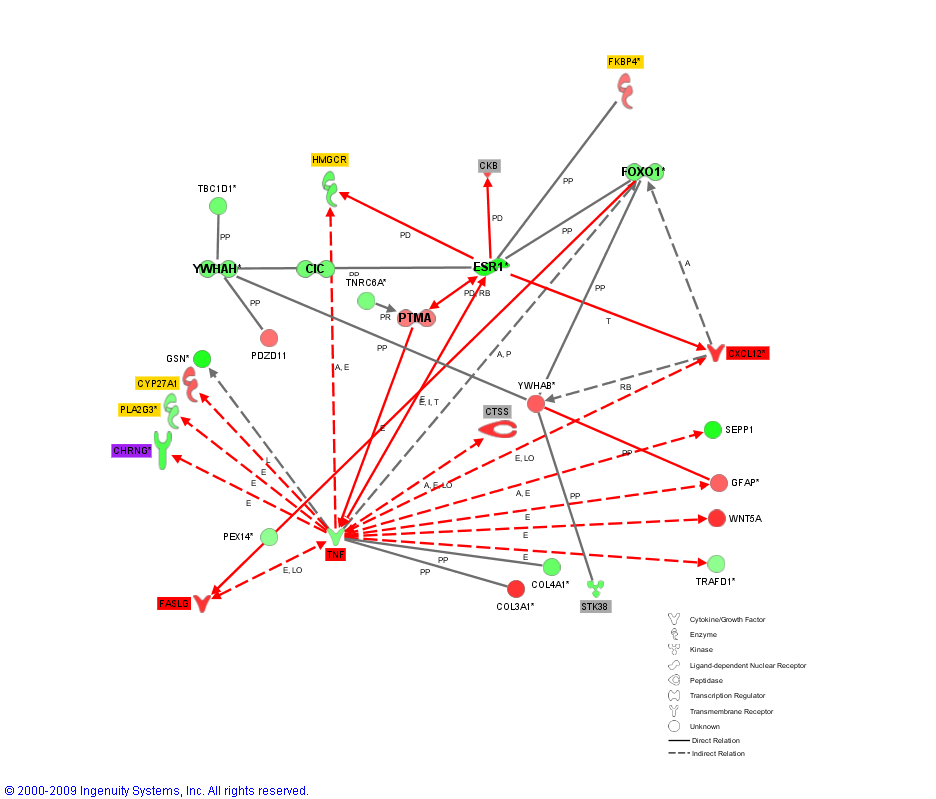 FKBP4*
HMGCR
CKB
FOXO1*
TBC1D1*
PP
PD
PD
PP
PP
YWHAH*
CIC
PP
ESR1*
A
TNRC6A*
PD, RB
PP
PP
PR
PTMA
T
PP
PDZD11
GSN*
A, P
CXCL12*
A, E
YWHAB*
RB
CYP27A1
E, I, T
PLA2G3*
CTSS
E
SEPP1
CHRNG*
L
E, LO
PP
E
A, E, LO
GFAP*
E
A, E
PP
E
E
WNT5A
PEX14*
E
TNF
PP
E
E, LO
PP
TRAFD1*
COL4A1*
FASLG
COL3A1*
STK38
Cytokine/Growth Factor
Enzyme
Kinase
Ligand-dependent Nuclear Receptor
Peptidase
Transcription Regulator
Transmembrane Receptor
Unknown
Direct Relation
Indirect Relation
© 2000-2009 Ingenuity Systems, Inc. All rights reserved.